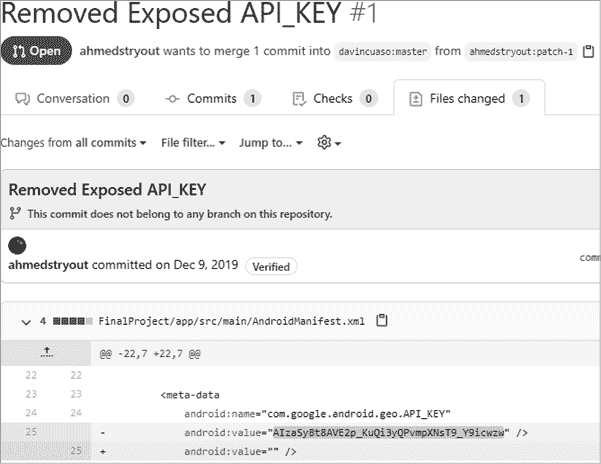 Removed Exposed API_KEY #1
Open ahmedstryout wants to merge 1 commit into davincuaso:master from ahmedstryout:patch-1
Conversation 0 Commits 1 Checks 0 Files changed 1
Changes from all commits File filter... Jump to...
Removed Exposed API_KEY
This commit does not belong to any branch on this repository.
ahmedstryout committed on Dec 9, 2019 Verified
4 FinalProject/app/src/main/AndroidManifest.xml
@@ -22,7 +22,7 @@
22 22
23 23 <meta-data
24 24 android:name="com.google.android.geo.API_KEY"
25 - android:value="AIzaSyBt8AVE2p_KuQi3yQPvmpXNsT9_Y9icwzw" />
25 + android:value="" />